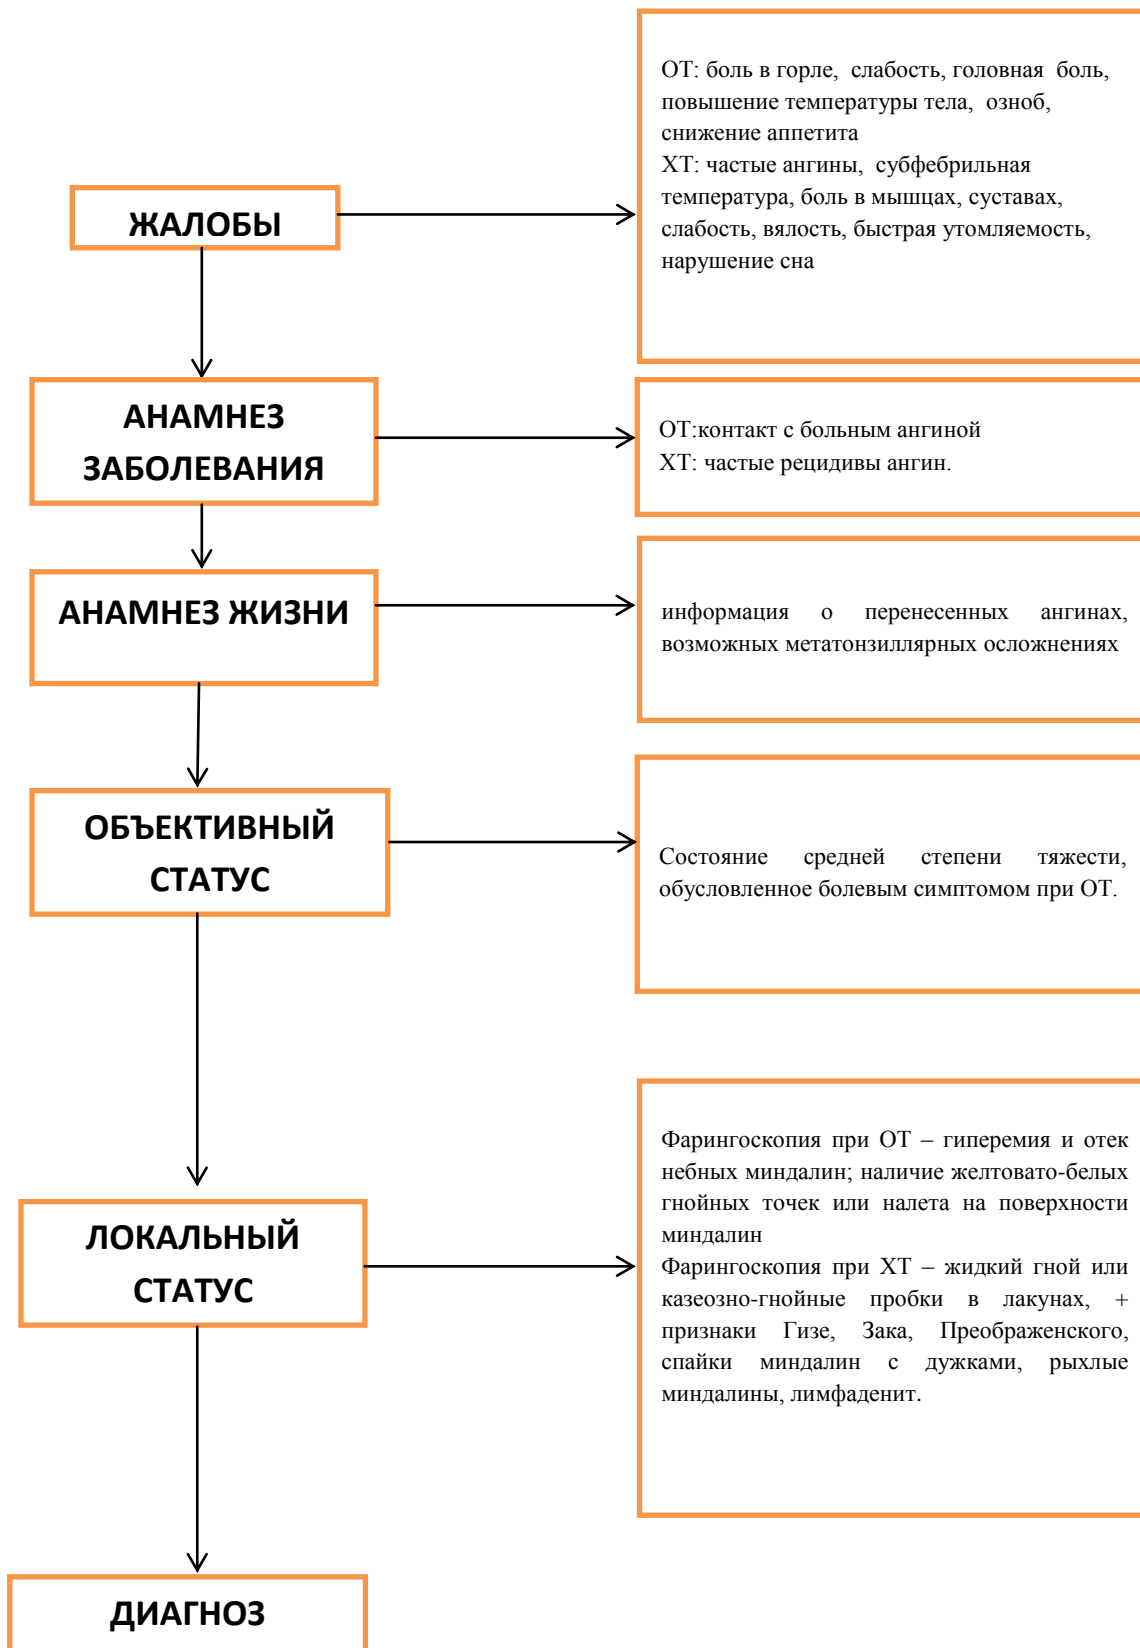 ЖАЛОБЫ
ОТ: боль в горле, слабость, головная боль,
повышение температуры тела, озноб,
снижение аппетита
ХТ: частые ангины, субфебрильная
температура, боль в мышцах, суставах,
слабость, вялость, быстрая утомляемость,
нарушение сна
АНАМНЕЗ
ЗАБОЛЕВАНИЯ
ОТ:контакт с больным ангиной
ХТ: частые рецидивы ангин.
АНАМНЕЗ ЖИЗНИ
информация о перенесенных ангинах,
возможных метатонзиллярных осложнениях
ОБЪЕКТИВНЫЙ
СТАТУС
Состояние средней степени тяжести,
обусловленное болевым симптомом при ОТ.
ЛОКАЛЬНЫЙ
СТАТУС
Фарингоскопия при ОТ – гиперемия и отек
небных миндалин; наличие желтовато-белых
гнойных точек или налета на поверхности
миндалин
Фарингоскопия при ХТ – жидкий гной или
казеозно-гнойные пробки в лакунах, +
признаки Гизе, Зака, Преображенского,
спайки миндалин с дужками, рыхлые
миндалины, лимфаденит.
ДИАГНОЗ